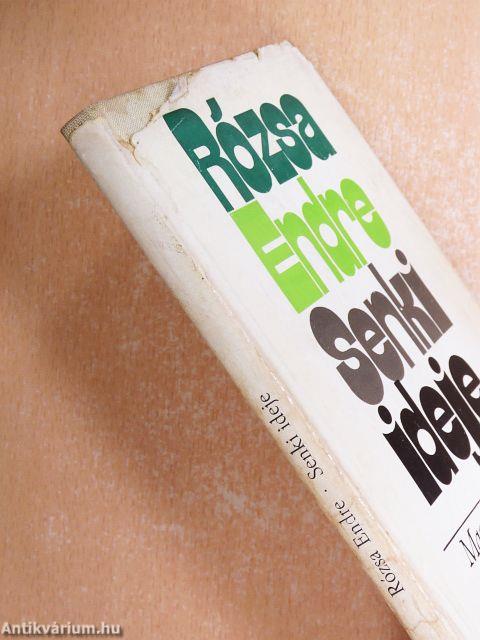 Rózsa
Endre
Senki
ideje
Rózsa Endre · Senki ideje
Antikvárium.hu